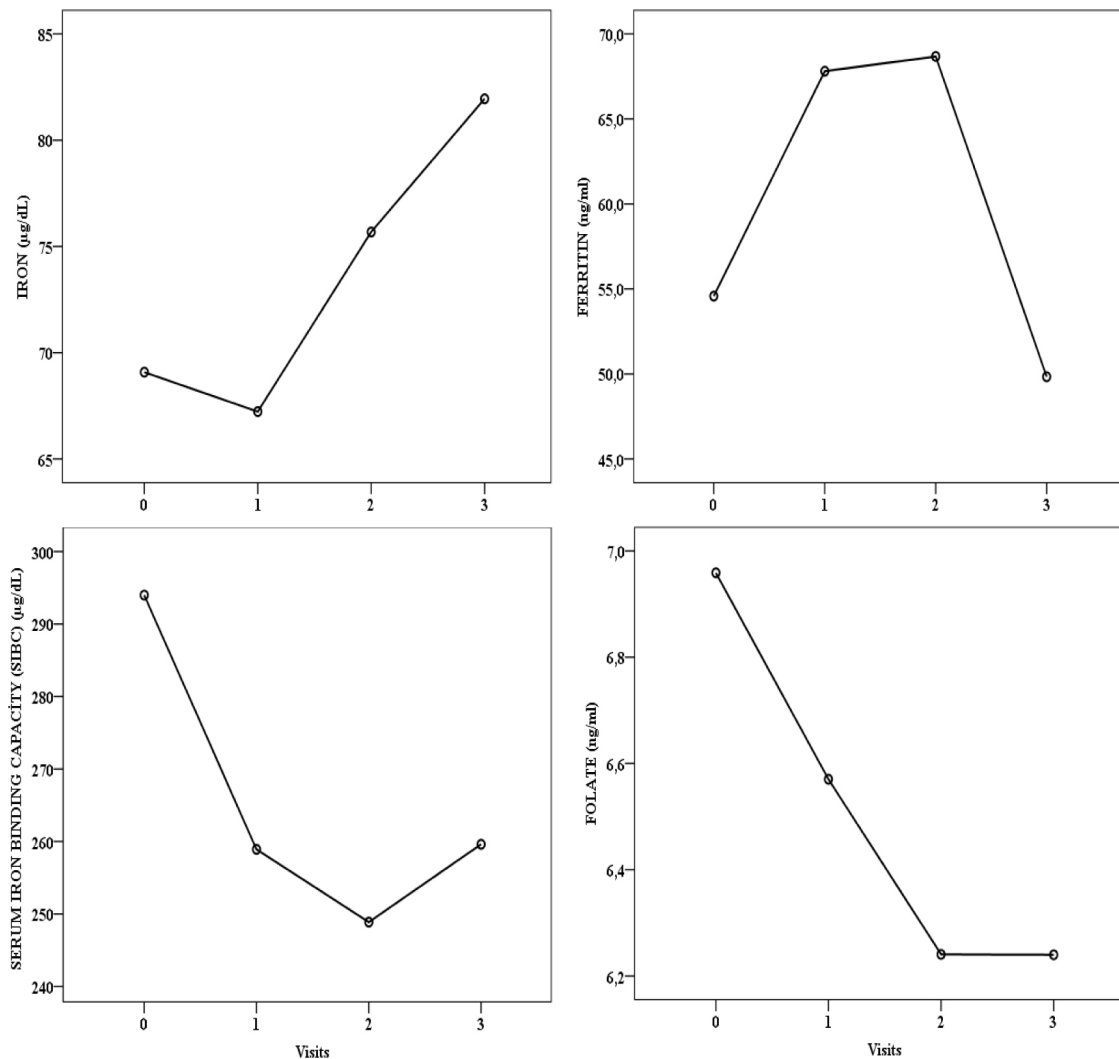 IRON (µg/dL)
85
80
75
70
65
0 1 2 3
FERRITIN (ng/ml)
70,0
65,0
60,0
55,0
50,0
45,0
0 1 2 3
SERUM IRON BINDING CAPACİTY (SIBC) (µg/dL)
300
290
280
270
260
250
240
0 1 2 3
Visits
FOLATE (ng/ml)
7,0
6,8
6,6
6,4
6,2
0 1 2 3
Visits